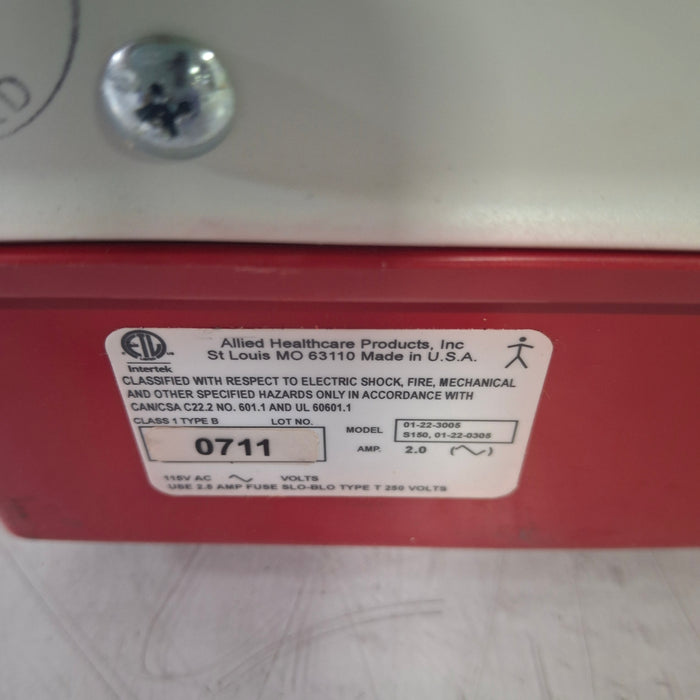 ED
ETL
Intertek
Allied Healthcare Products, Inc
St Louis MO 63110 Made in U.S.A.
CLASSIFIED WITH RESPECT TO ELECTRIC SHOCK, FIRE, MECHANICAL
AND OTHER SPECIFIED HAZARDS ONLY IN ACCORDANCE WITH
CAN/CSA C22.2 NO. 601.1 AND UL 60601.1
CLASS 1 TYPE B LOT NO.
0711
MODEL 01-22-3005
S150, 01-22-0305
AMP. 2.0 (~)
115V AC ~ VOLTS
USE 2.5 AMP FUSE SLO-BLO TYPE T 250 VOLTS